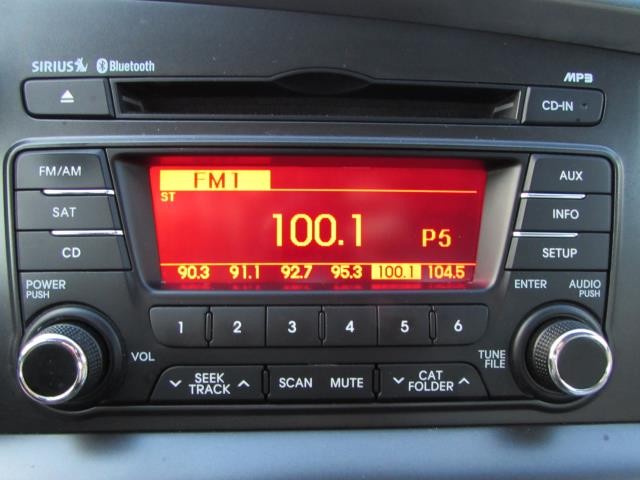 SIRIUS Bluetooth MP3
CD-IN
FM/AM FM1 AUX
ST
SAT 100.1 P5 INFO
CD SETUP
90.3 91.1 92.7 95.3 100.1 104.5
POWER ENTER AUDIO
PUSH PUSH
1 2 3 4 5 6
VOL TUNE
FILE
SEEK SCAN MUTE CAT
TRACK FOLDER